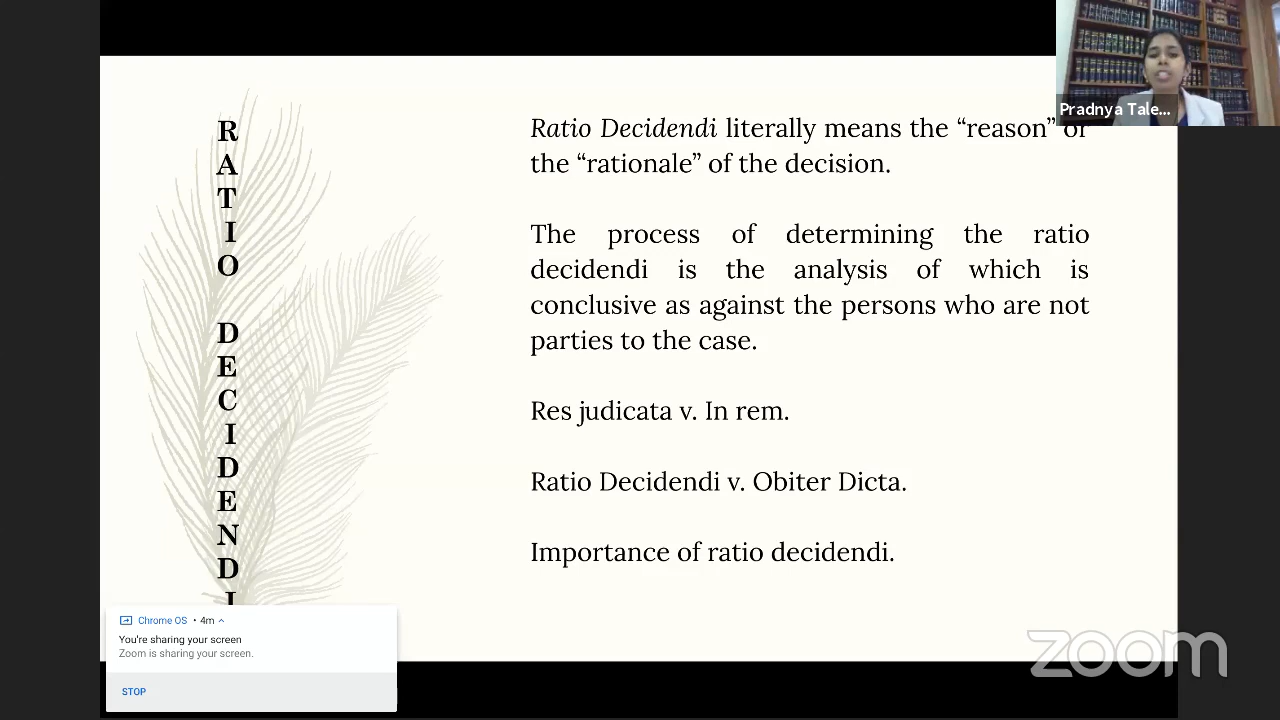 RATIO DECIDENDI
Ratio Decidendi literally means the “reason” or
the “rationale” of the decision.
The process of determining the ratio
decidendi is the analysis of which is
conclusive as against the persons who are not
parties to the case.
Res judicata v. In rem.
Ratio Decidendi v. Obiter Dicta.
Importance of ratio decidendi.
Pradnya Tale...
Chrome OS • 4m
You're sharing your screen
Zoom is sharing your screen.
STOP
zoom